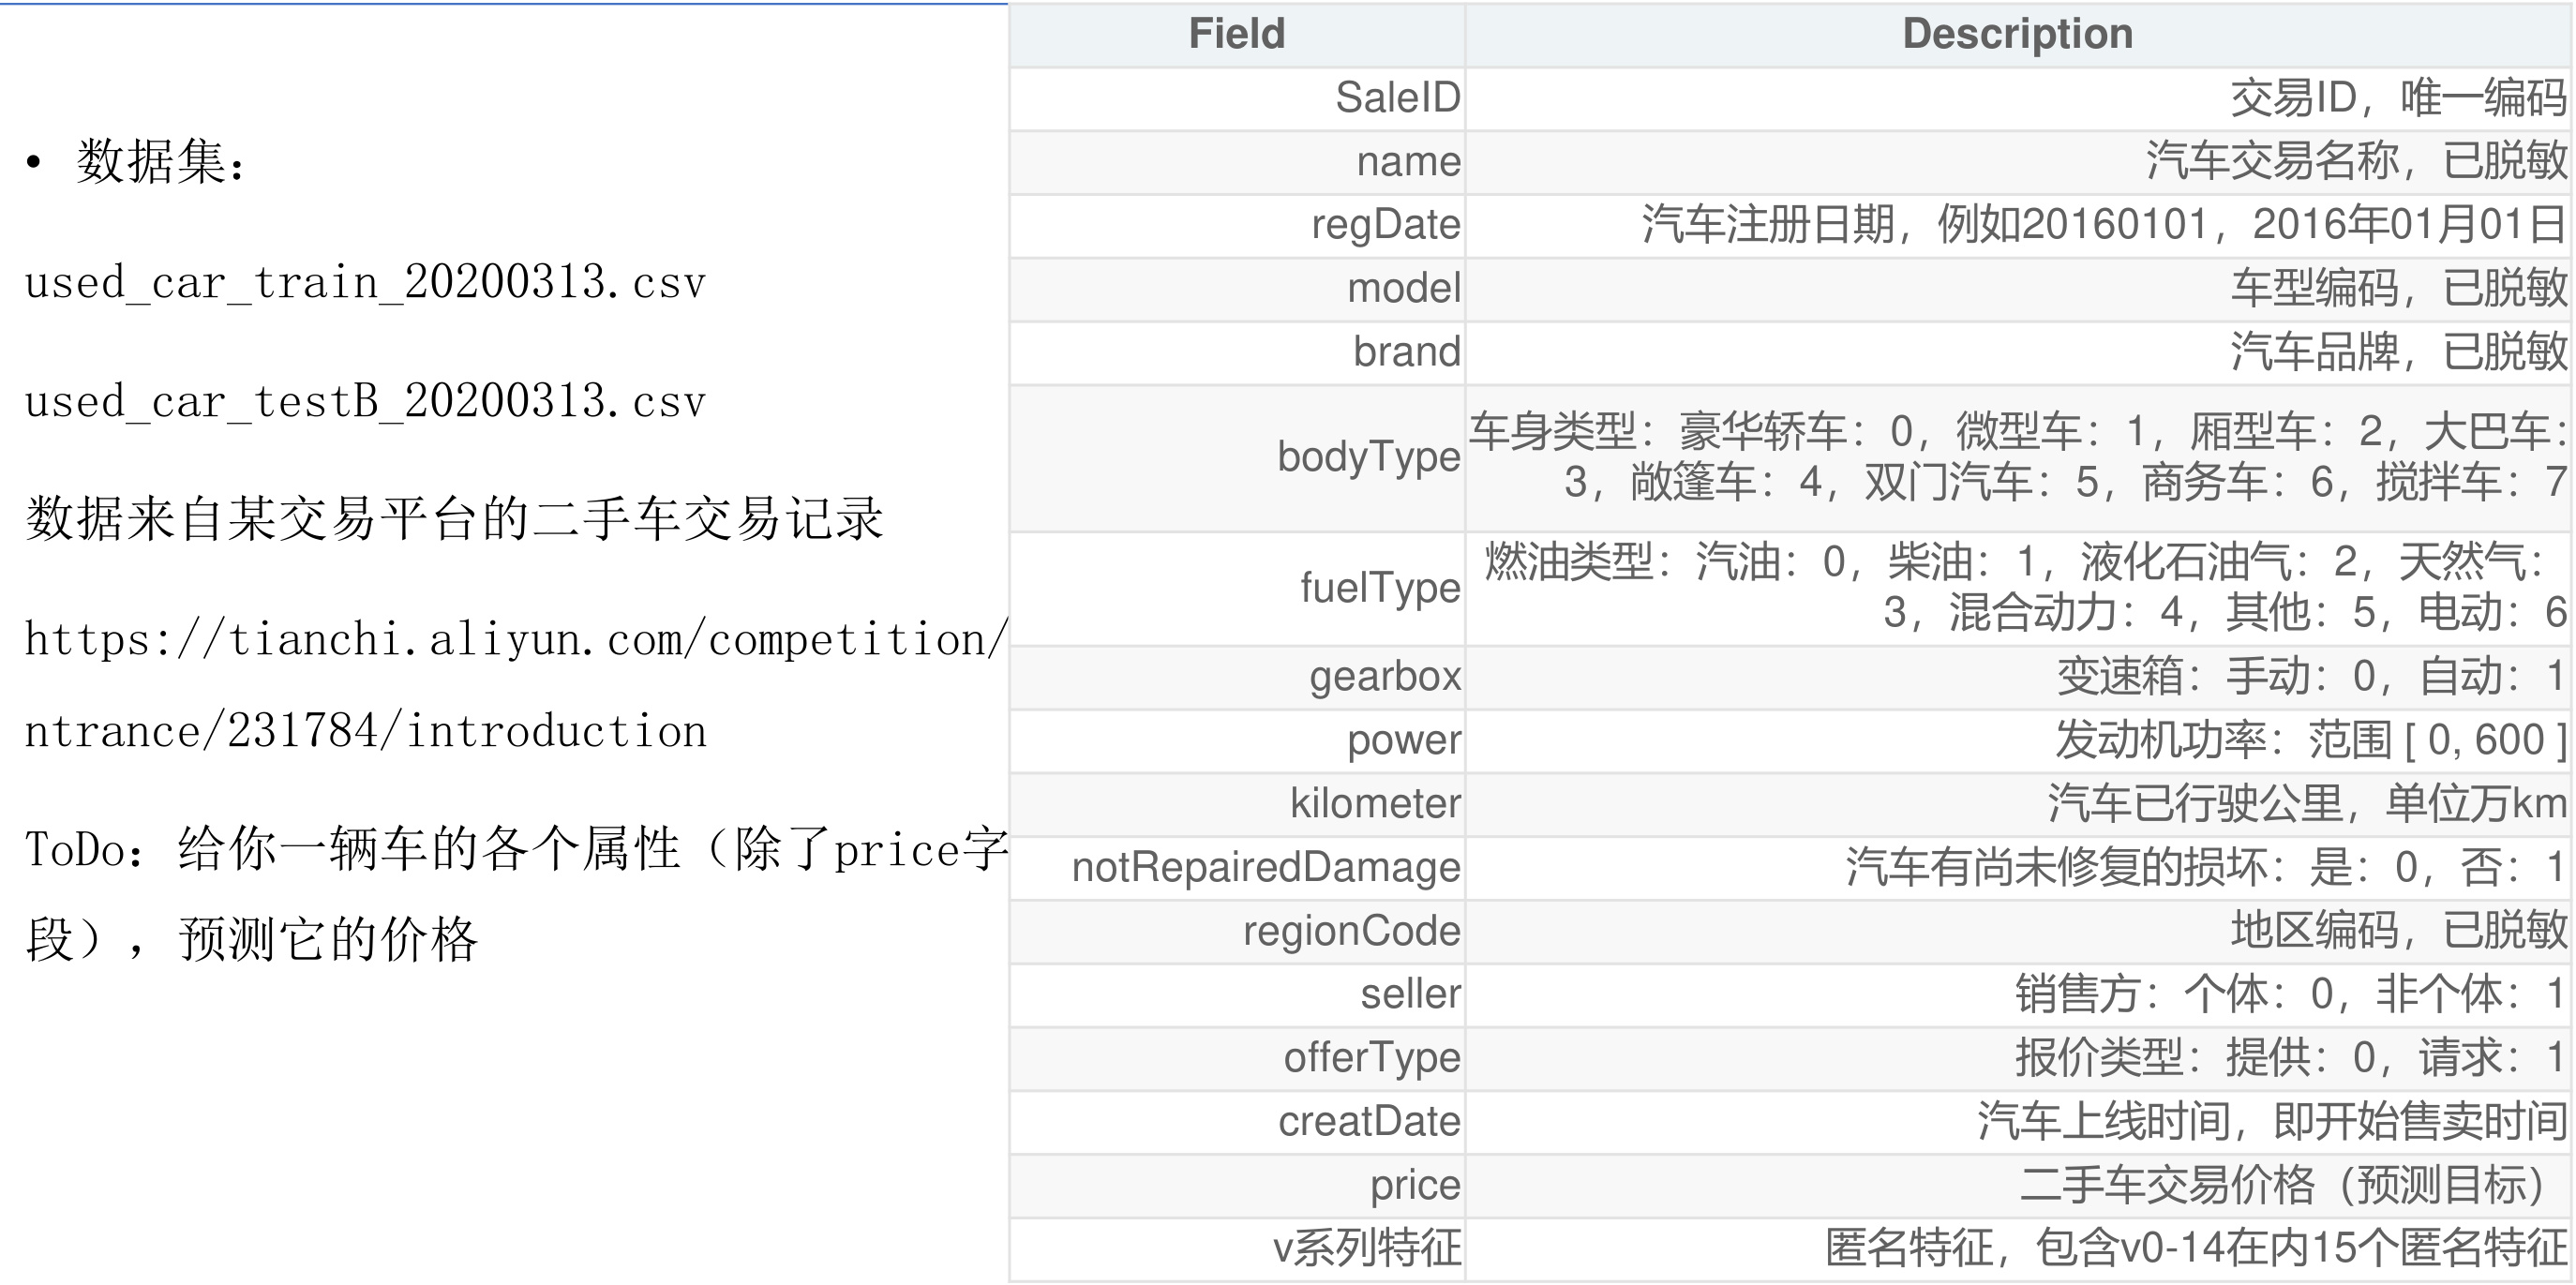 • 数据集：
used_car_train_20200313.csv
used_car_testB_20200313.csv
数据来自某交易平台的二手车交易记录
https://tianchi.aliyun.com/competition/
ntrance/231784/introduction
ToDo：给你一辆车的各个属性（除了price字
段），预测它的价格
Field Description
SaleID 交易ID，唯一编码
name 汽车交易名称，已脱敏
regDate 汽车注册日期，例如20160101，2016年01月01日
model 车型编码，已脱敏
brand 汽车品牌，已脱敏
bodyType 车身类型：豪华轿车：0，微型车：1，厢型车：2，大巴车：
3，敞篷车：4，双门汽车：5，商务车：6，搅拌车：7
fuelType 燃油类型：汽油：0，柴油：1，液化石油气：2，天然气：
3，混合动力：4，其他：5，电动：6
gearbox 变速箱：手动：0，自动：1
power 发动机功率：范围 [ 0, 600 ]
kilometer 汽车已行驶公里，单位万km
notRepairedDamage 汽车有尚未修复的损坏：是：0，否：1
regionCode 地区编码，已脱敏
seller 销售方：个体：0，非个体：1
offerType 报价类型：提供：0，请求：1
creatDate 汽车上线时间，即开始售卖时间
price 二手车交易价格（预测目标）
v系列特征 匿名特征，包含v0-14在内15个匿名特征